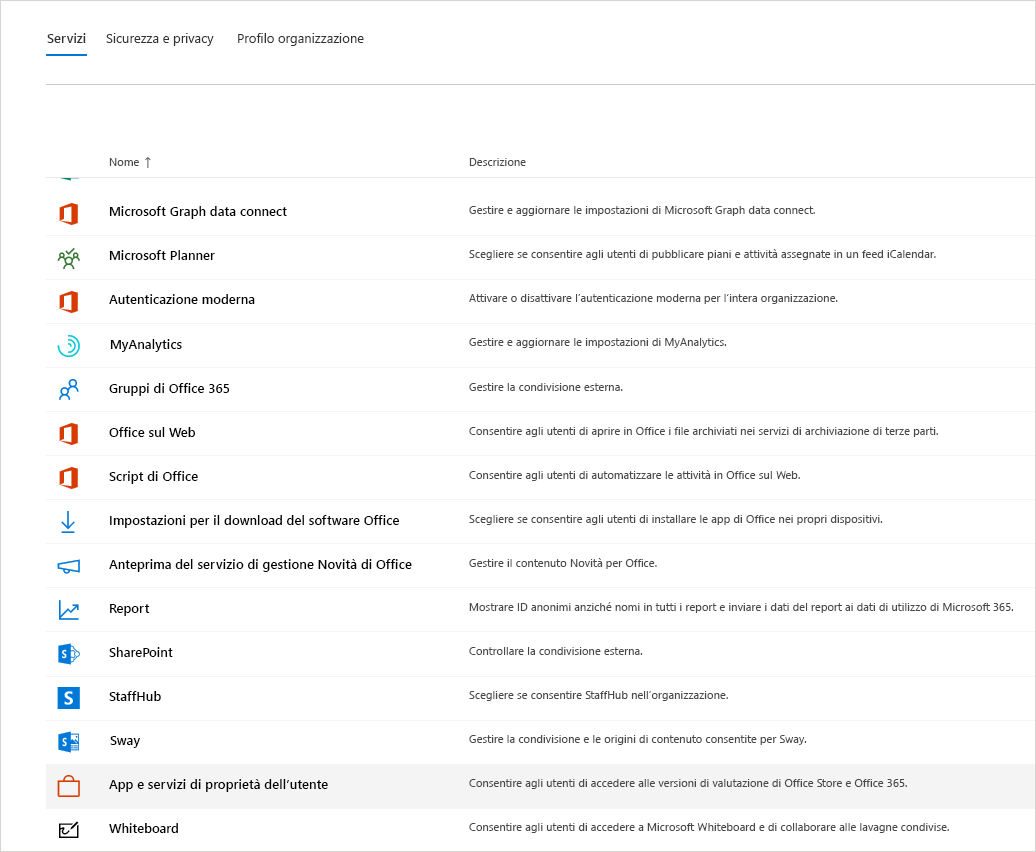 Servizi Sicurezza e privacy Profilo organizzazione
Nome ↑ Descrizione
Microsoft Graph data connect Gestire e aggiornare le impostazioni di Microsoft Graph data connect.
Microsoft Planner Scegliere se consentire agli utenti di pubblicare piani e attività assegnate in un feed iCalendar.
Autenticazione moderna Attivare o disattivare l'autenticazione moderna per l'intera organizzazione.
MyAnalytics Gestire e aggiornare le impostazioni di MyAnalytics.
Gruppi di Office 365 Gestire la condivisione esterna.
Office sul Web Consentire agli utenti di aprire in Office i file archiviati nei servizi di archiviazione di terze parti.
Script di Office Consentire agli utenti di automatizzare le attività in Office sul Web.
Impostazioni per il download del software Office Scegliere se consentire agli utenti di installare le app di Office nei propri dispositivi.
Anteprima del servizio di gestione Novità di Office Gestire il contenuto Novità per Office.
Report Mostrare ID anonimi anziché nomi in tutti i report e inviare i dati del report ai dati di utilizzo di Microsoft 365.
S SharePoint Controllare la condivisione esterna.
S StaffHub Scegliere se consentire StaffHub nell'organizzazione.
S Sway Gestire la condivisione e le origini di contenuto consentite per Sway.
App e servizi di proprietà dell'utente Consentire agli utenti di accedere alle versioni di valutazione di Office Store e Office 365.
Whiteboard Consentire agli utenti di accedere a Microsoft Whiteboard e di collaborare alle lavagne condivise.